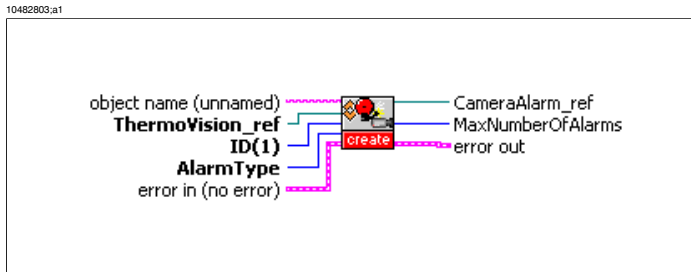 10482803;a1
object name (unnamed)
CameraAlarm_ref
ThermoVision_ref
MaxNumberOfAlarms
ID(1)
create
error out
AlarmType
error in (no error)